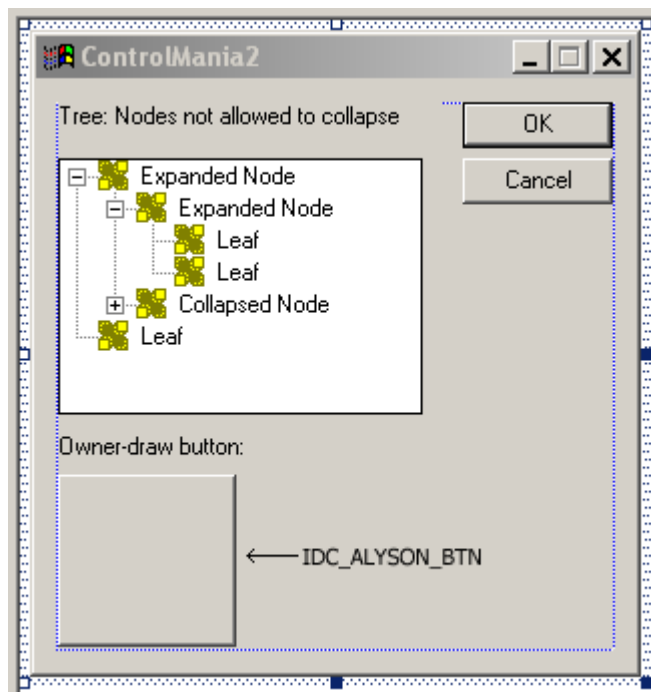 ControlMania2
Tree: Nodes not allowed to collapse
OK
Cancel
Expanded Node
Expanded Node
Leaf
Leaf
Collapsed Node
Leaf
Owner-draw button:
IDC_ALYSON_BTN